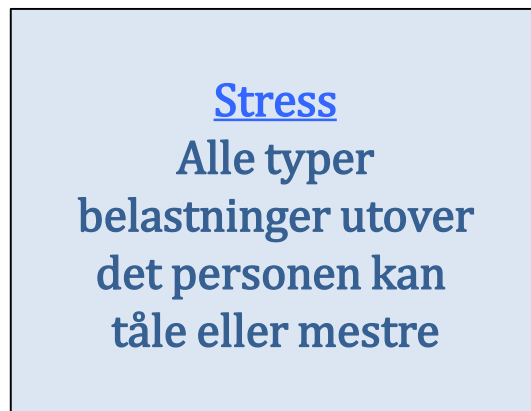 Stress
Alle typer
belastninger utover
det personen kan
tåle eller mestre